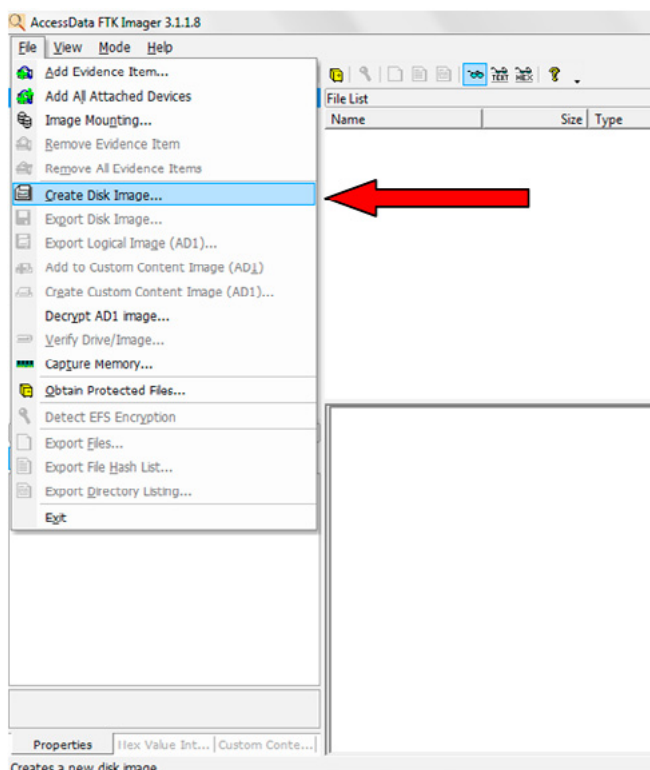 AccessData FTK Imager 3.1.1.8
File View Mode Help
Add Evidence Item...
Add All Attached Devices
Image Mounting...
Remove Evidence Item
Remove All Evidence Items
Create Disk Image...
Export Disk Image...
Export Logical Image (AD1)...
Add to Custom Content Image (AD1)
Create Custom Content Image (AD1)...
Decrypt AD1 image...
Verify Drive/Image...
Capture Memory...
Obtain Protected Files...
Detect EFS Encryption
Export Files...
Export File Hash List...
Export Directory Listing...
Exit
TEXT HEX
File List
Name Size Type
Properties Hex Value Int... Custom Conte...
Creates a new disk image